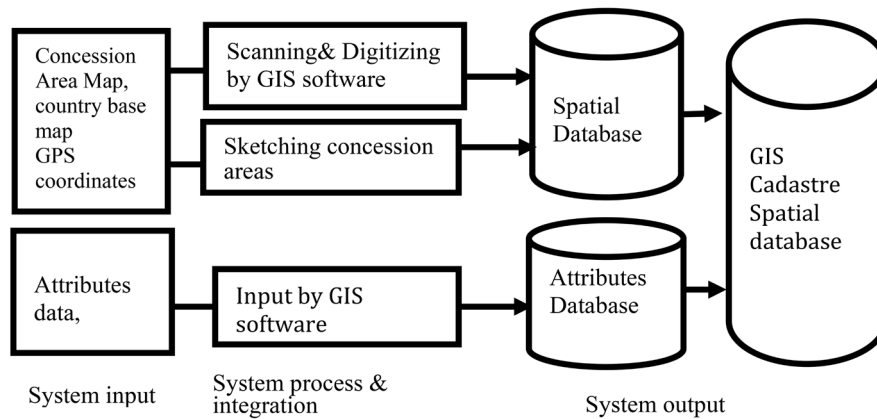 Concession
Area Map,
country base
map
GPS
coordinates
Scanning& Digitizing
by GIS software
Sketching concession
areas
Spatial
Database
GIS
Cadastre
Spatial
database
Attributes
data,
Input by GIS
software
Attributes
Database
System input
System process &
integration
System output